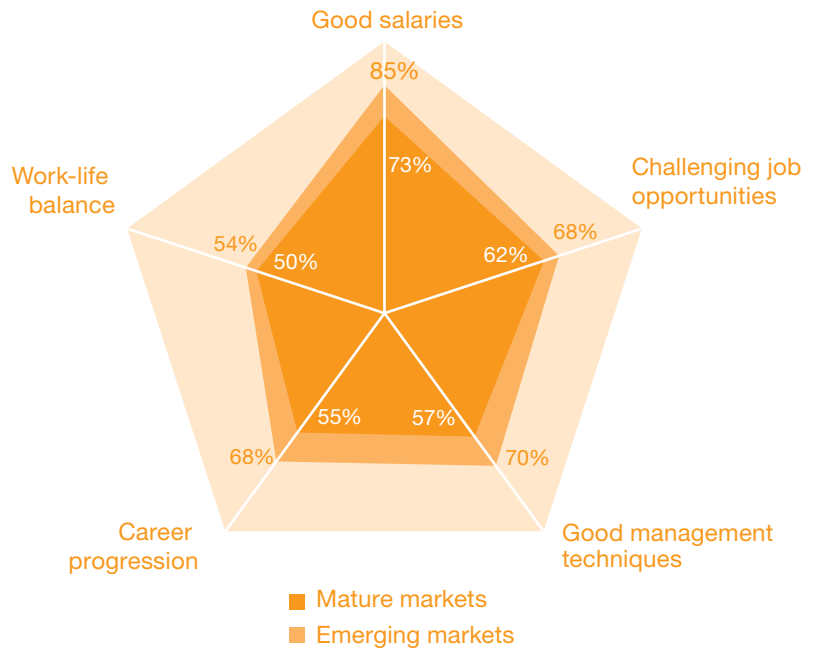 Good salaries
85%
73%
Challenging job
opportunities
68%
62%
Work-life
balance
54%
50%
55%
57%
68%
70%
Career
progression
Good management
techniques
Mature markets
Emerging markets